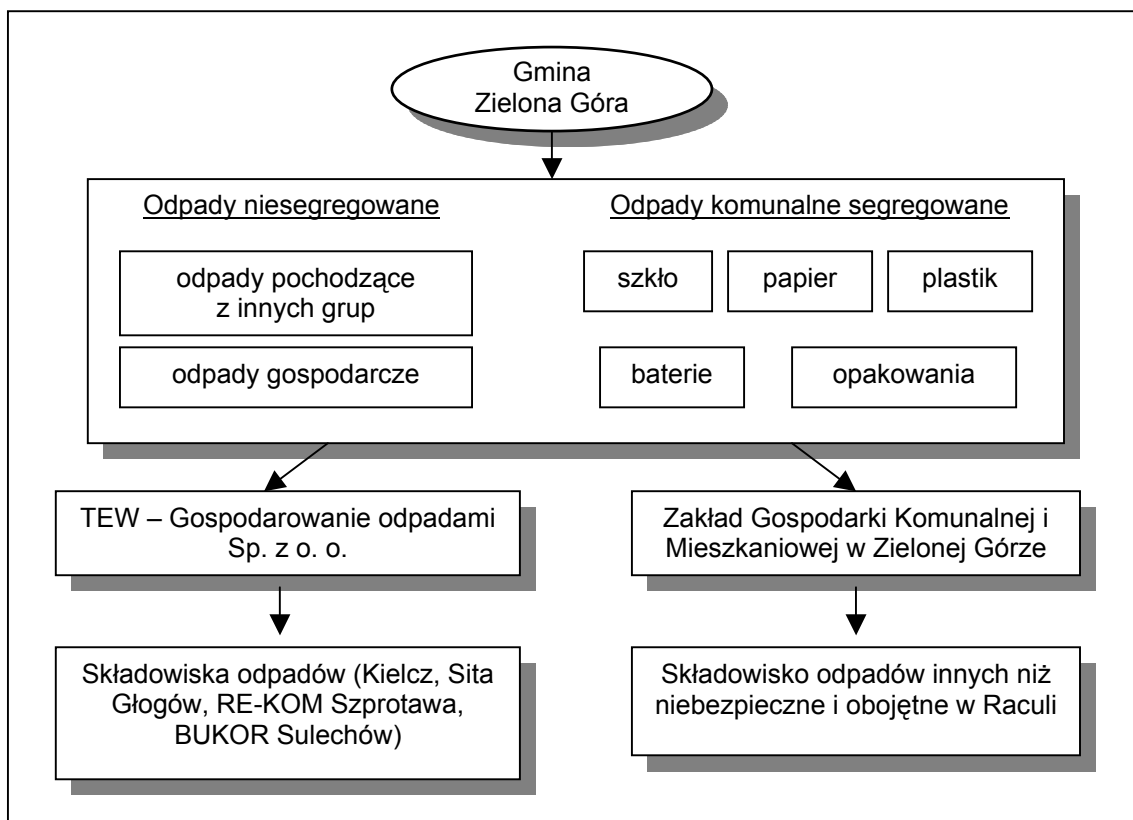 Gmina
Zielona Góra
Odpady niesegregowane
Odpady komunalne segregowane
odpady pochodzące
z innych grup
szkło
papier
plastik
odpady gospodarcze
baterie
opakowania
TEW – Gospodarowanie odpadami
Sp. z o. o.
Zakład Gospodarki Komunalnej i
Mieszkaniowej w Zielonej Górze
Składowiska odpadów (Kielcz, Sita
Głogów, RE-KOM Szprotawa,
BUKOR Sulechów)
Składowisko odpadów innych niż
niebezpieczne i obojętne w Raculi